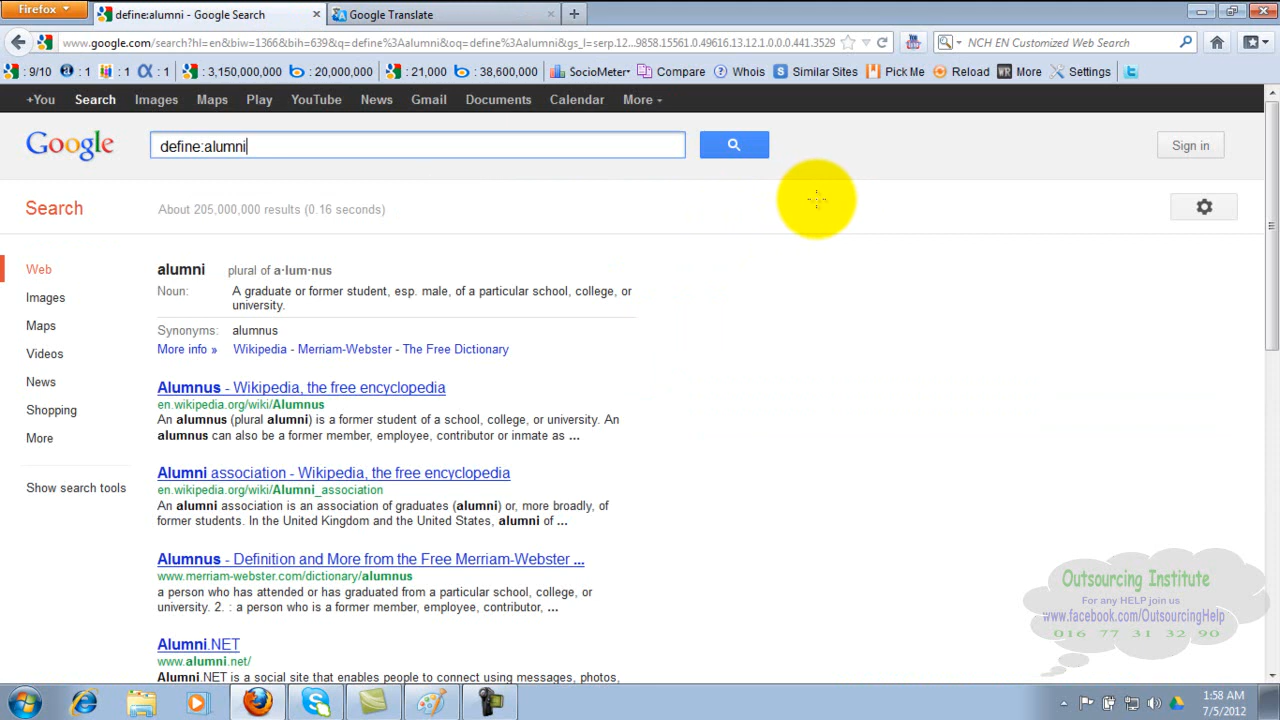 Firefox
define:alumni - Google Search
Google Translate
www.google.com/search?hl=en&biw=1366&bih=639&q=define%3Aalumni&oq=define%3Aalumni&gs_l=serp.12...9858.15561.0.49616.13.12.1.0.0.0.441.3529
NCH EN Customized Web Search
: 9/10 : 1 : 1 : 1 : 3,150,000,000 : 20,000,000 : 21,000 : 38,600,000 SocioMeter Compare Whois Similar Sites Pick Me Reload More Settings
+You Search Images Maps Play YouTube News Gmail Documents Calendar More
Google
define:alumni
Sign in
Search
About 205,000,000 results (0.16 seconds)
Web
Images
Maps
Videos
News
Shopping
More
Show search tools
alumni plural of a·lum·nus
Noun: A graduate or former student, esp. male, of a particular school, college, or
university.
Synonyms: alumnus
More info » Wikipedia - Merriam-Webster - The Free Dictionary
Alumnus - Wikipedia, the free encyclopedia
en.wikipedia.org/wiki/Alumnus
An alumnus (plural alumni) is a former student of a school, college, or university. An
alumnus can also be a former member, employee, contributor or inmate as ...
Alumni association - Wikipedia, the free encyclopedia
en.wikipedia.org/wiki/Alumni_association
An alumni association is an association of graduates (alumni) or, more broadly, of
former students. In the United Kingdom and the United States, alumni of ...
Alumnus - Definition and More from the Free Merriam-Webster ...
www.merriam-webster.com/dictionary/alumnus
a person who has attended or has graduated from a particular school, college, or
university. 2. : a person who is a former member, employee, contributor, ...
Alumni.NET
www.alumni.net/
Alumni.NET is a social site that enables people to connect using messages, photos,
Outsourcing Institute
For any HELP join us
www.facebook.com/OutsourcingHelp
016 77 31 32 90
1:58 AM
7/5/2012